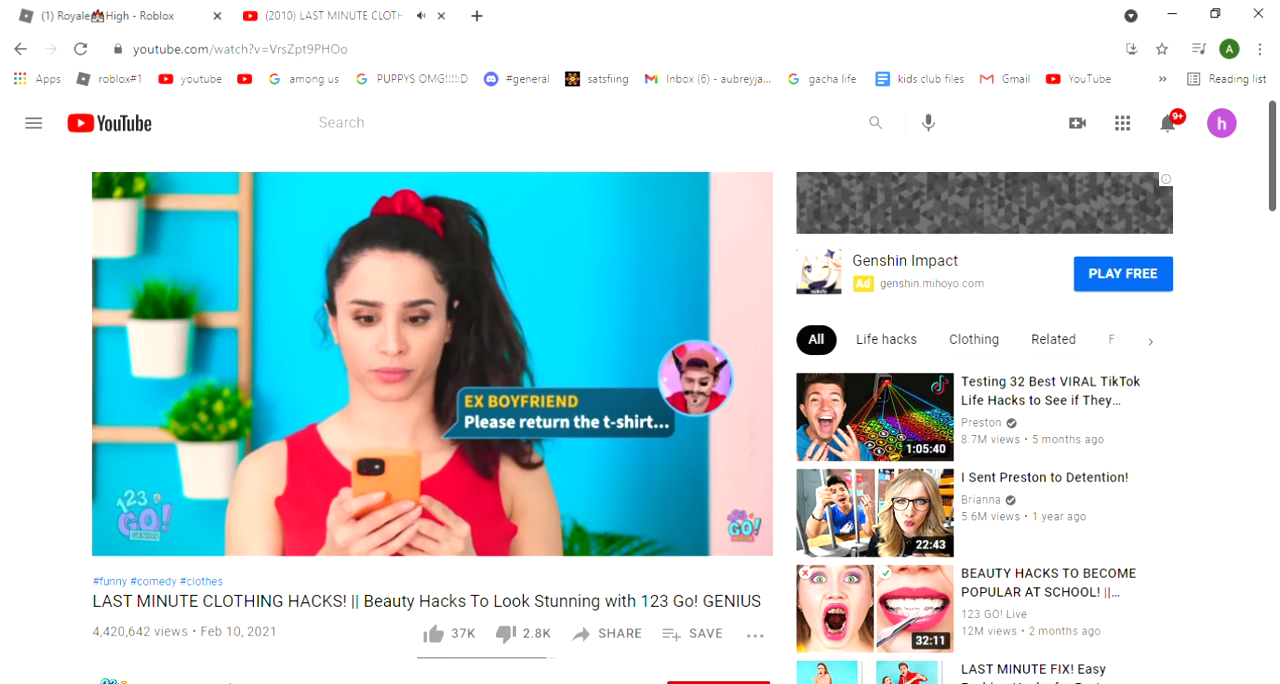 (1) Royale🏰High - Roblox
(2010) LAST MINUTE CLOTH
youtube.com/watch?v=VrsZpt9PHOo
A
Apps
roblox#1
youtube
among us
PUPPYS OMG!!!!:D
#general
satsfiing
Inbox (6) - aubreyja...
gacha life
kids club files
Gmail
YouTube
»
Reading list
YouTube
Search
9+
h
EX BOYFRIEND
Please return the t-shirt...
123
GO!
GENIUS
123
GO!
GENIUS
#funny #comedy #clothes
LAST MINUTE CLOTHING HACKS! || Beauty Hacks To Look Stunning with 123 Go! GENIUS
4,420,642 views • Feb 10, 2021
37K
2.8K
SHARE
SAVE
...
Genshin Impact
Ad genshin.mihoyo.com
PLAY FREE
All
Life hacks
Clothing
Related
F
1:05:40
Testing 32 Best VIRAL TikTok
Life Hacks to See if They...
Preston
8.7M views • 5 months ago
22:43
I Sent Preston to Detention!
Brianna
5.6M views • 1 year ago
32:11
BEAUTY HACKS TO BECOME
POPULAR AT SCHOOL! ||...
123 GO! Live
12M views • 2 months ago
LAST MINUTE FIX! Easy